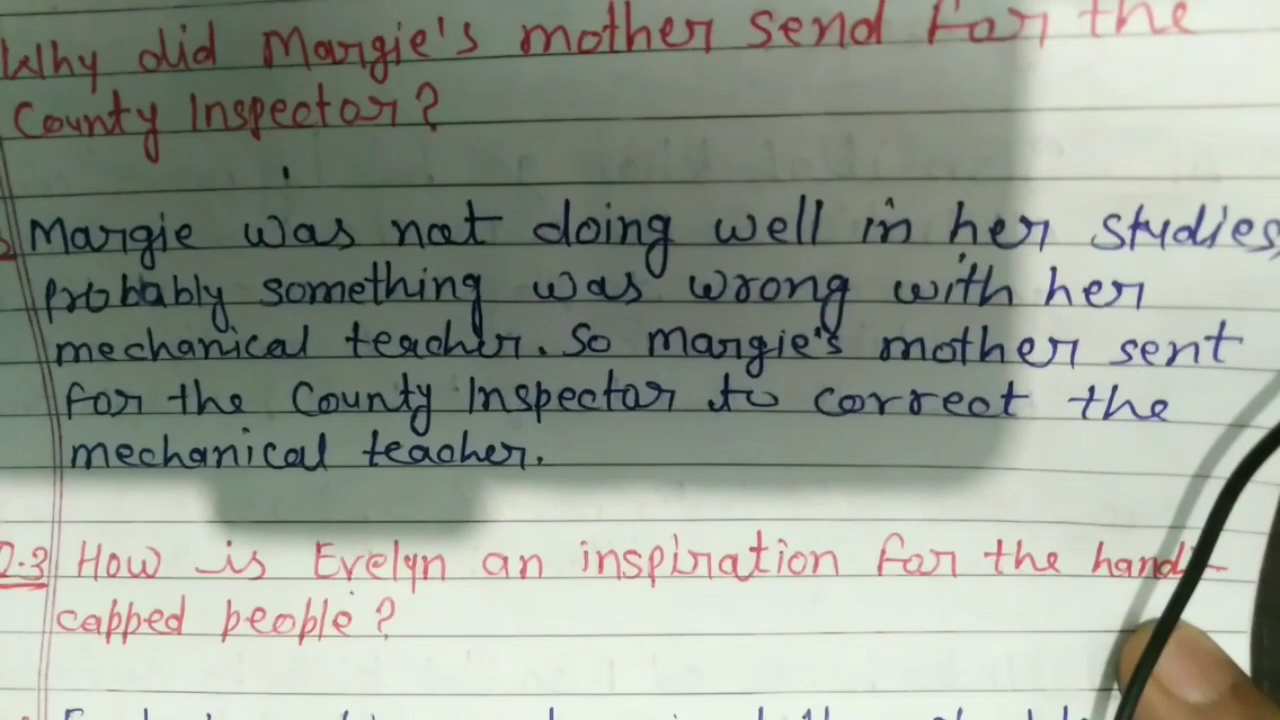 Why did Margie's mother send for the
County Inspector?
Margie was not doing well in her studies,
Probably something was wrong with her
mechanical teacher. So Margie's mother sent
for the County Inspector to correct the
mechanical teacher.
Q.3 How is Evelyn an inspiration for the handi-
capped people?